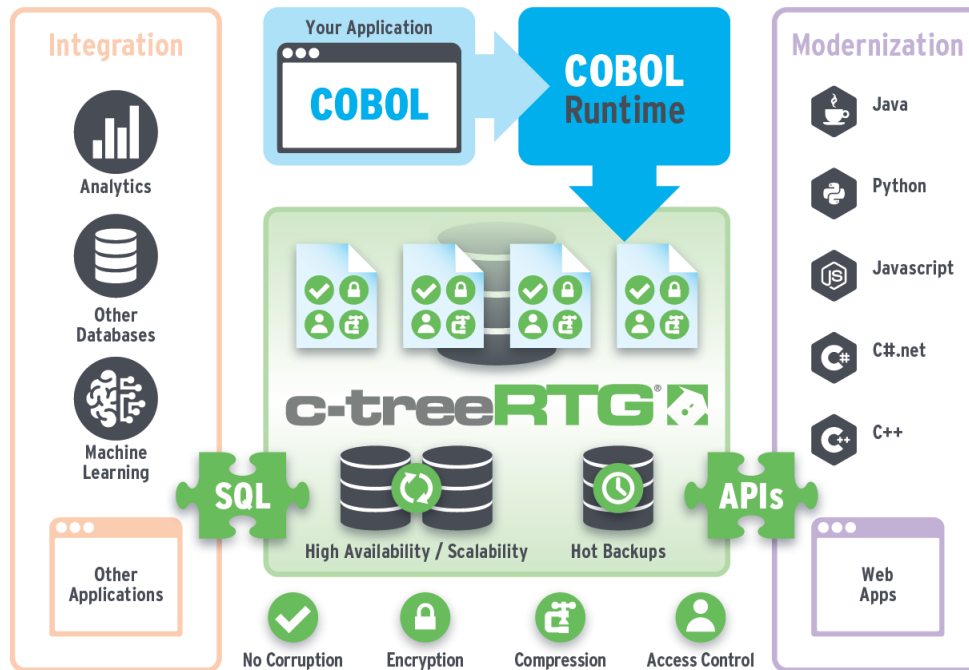 Integration
Analytics
Other
Databases
Machine
Learning
Other
Applications
Your Application
COBOL
COBOL
Runtime
c-treeRTG®
SQL
APIs
High Availability / Scalability
Hot Backups
No Corruption
Encryption
Compression
Access Control
Modernization
Java
Python
JS
Javascript
C#
C#.net
C++
C++
Web
Apps